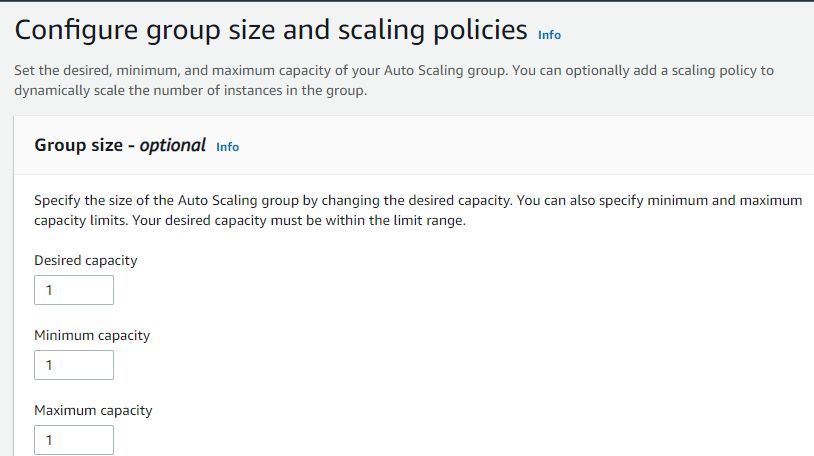 Configure group size and scaling policies Info
Set the desired, minimum, and maximum capacity of your Auto Scaling group. You can optionally add a scaling policy to
dynamically scale the number of instances in the group.
Group size - optional Info
Specify the size of the Auto Scaling group by changing the desired capacity. You can also specify minimum and maximum
capacity limits. Your desired capacity must be within the limit range.
Desired capacity
1
Minimum capacity
1
Maximum capacity
1